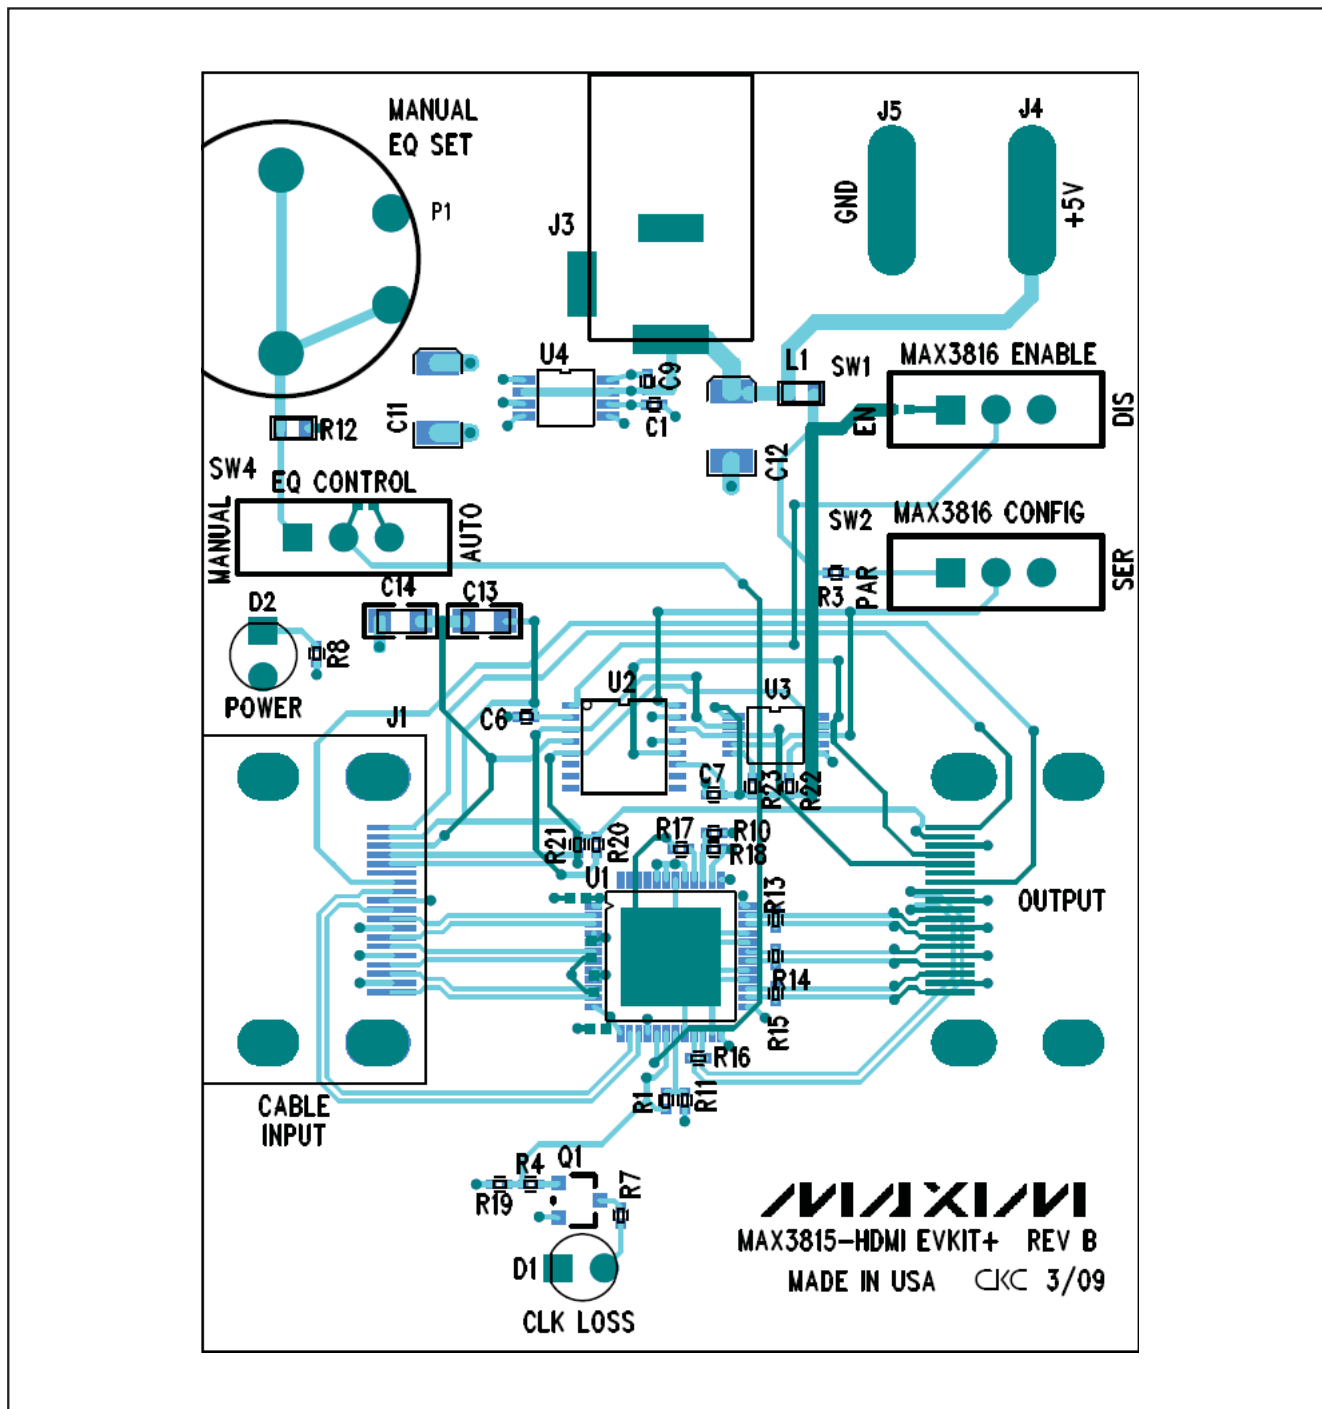 MANUAL
EQ SET
P1
J3
J5
J4
GND
+5V
U4
C9
C1
C11
C12
L1
SW1
MAX3816 ENABLE
EN
DIS
R12
SW4
EQ CONTROL
MANUAL
AUTO
SW2
MAX3816 CONFIG
PAR
SER
R3
C14
C13
D2
R8
POWER
J1
C6
U2
U3
C7
R23
R22
R21
R20
R17
R10
R18
U1
R13
R14
R15
R16
R1
R11
OUTPUT
CABLE
INPUT
R19
R4
Q1
R7
D1
CLK LOSS
MAXIM
MAX3815-HDMI EVKIT+ REV B
MADE IN USA CKC 3/09